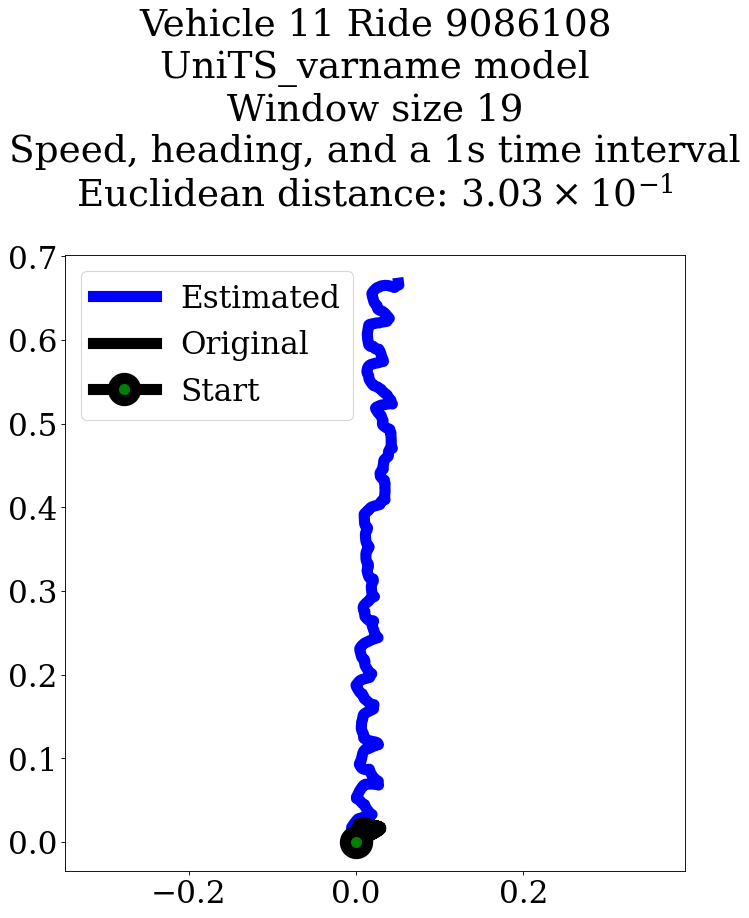 Vehicle 11 Ride 9086108
UniTS_varname model
Window size 19
Speed, heading, and a 1s time interval
Euclidean distance: 3.03 × 10⁻¹
0.7
0.6
0.5
0.4
0.3
0.2
0.1
0.0
Estimated
Original
Start
−0.2
0.0
0.2